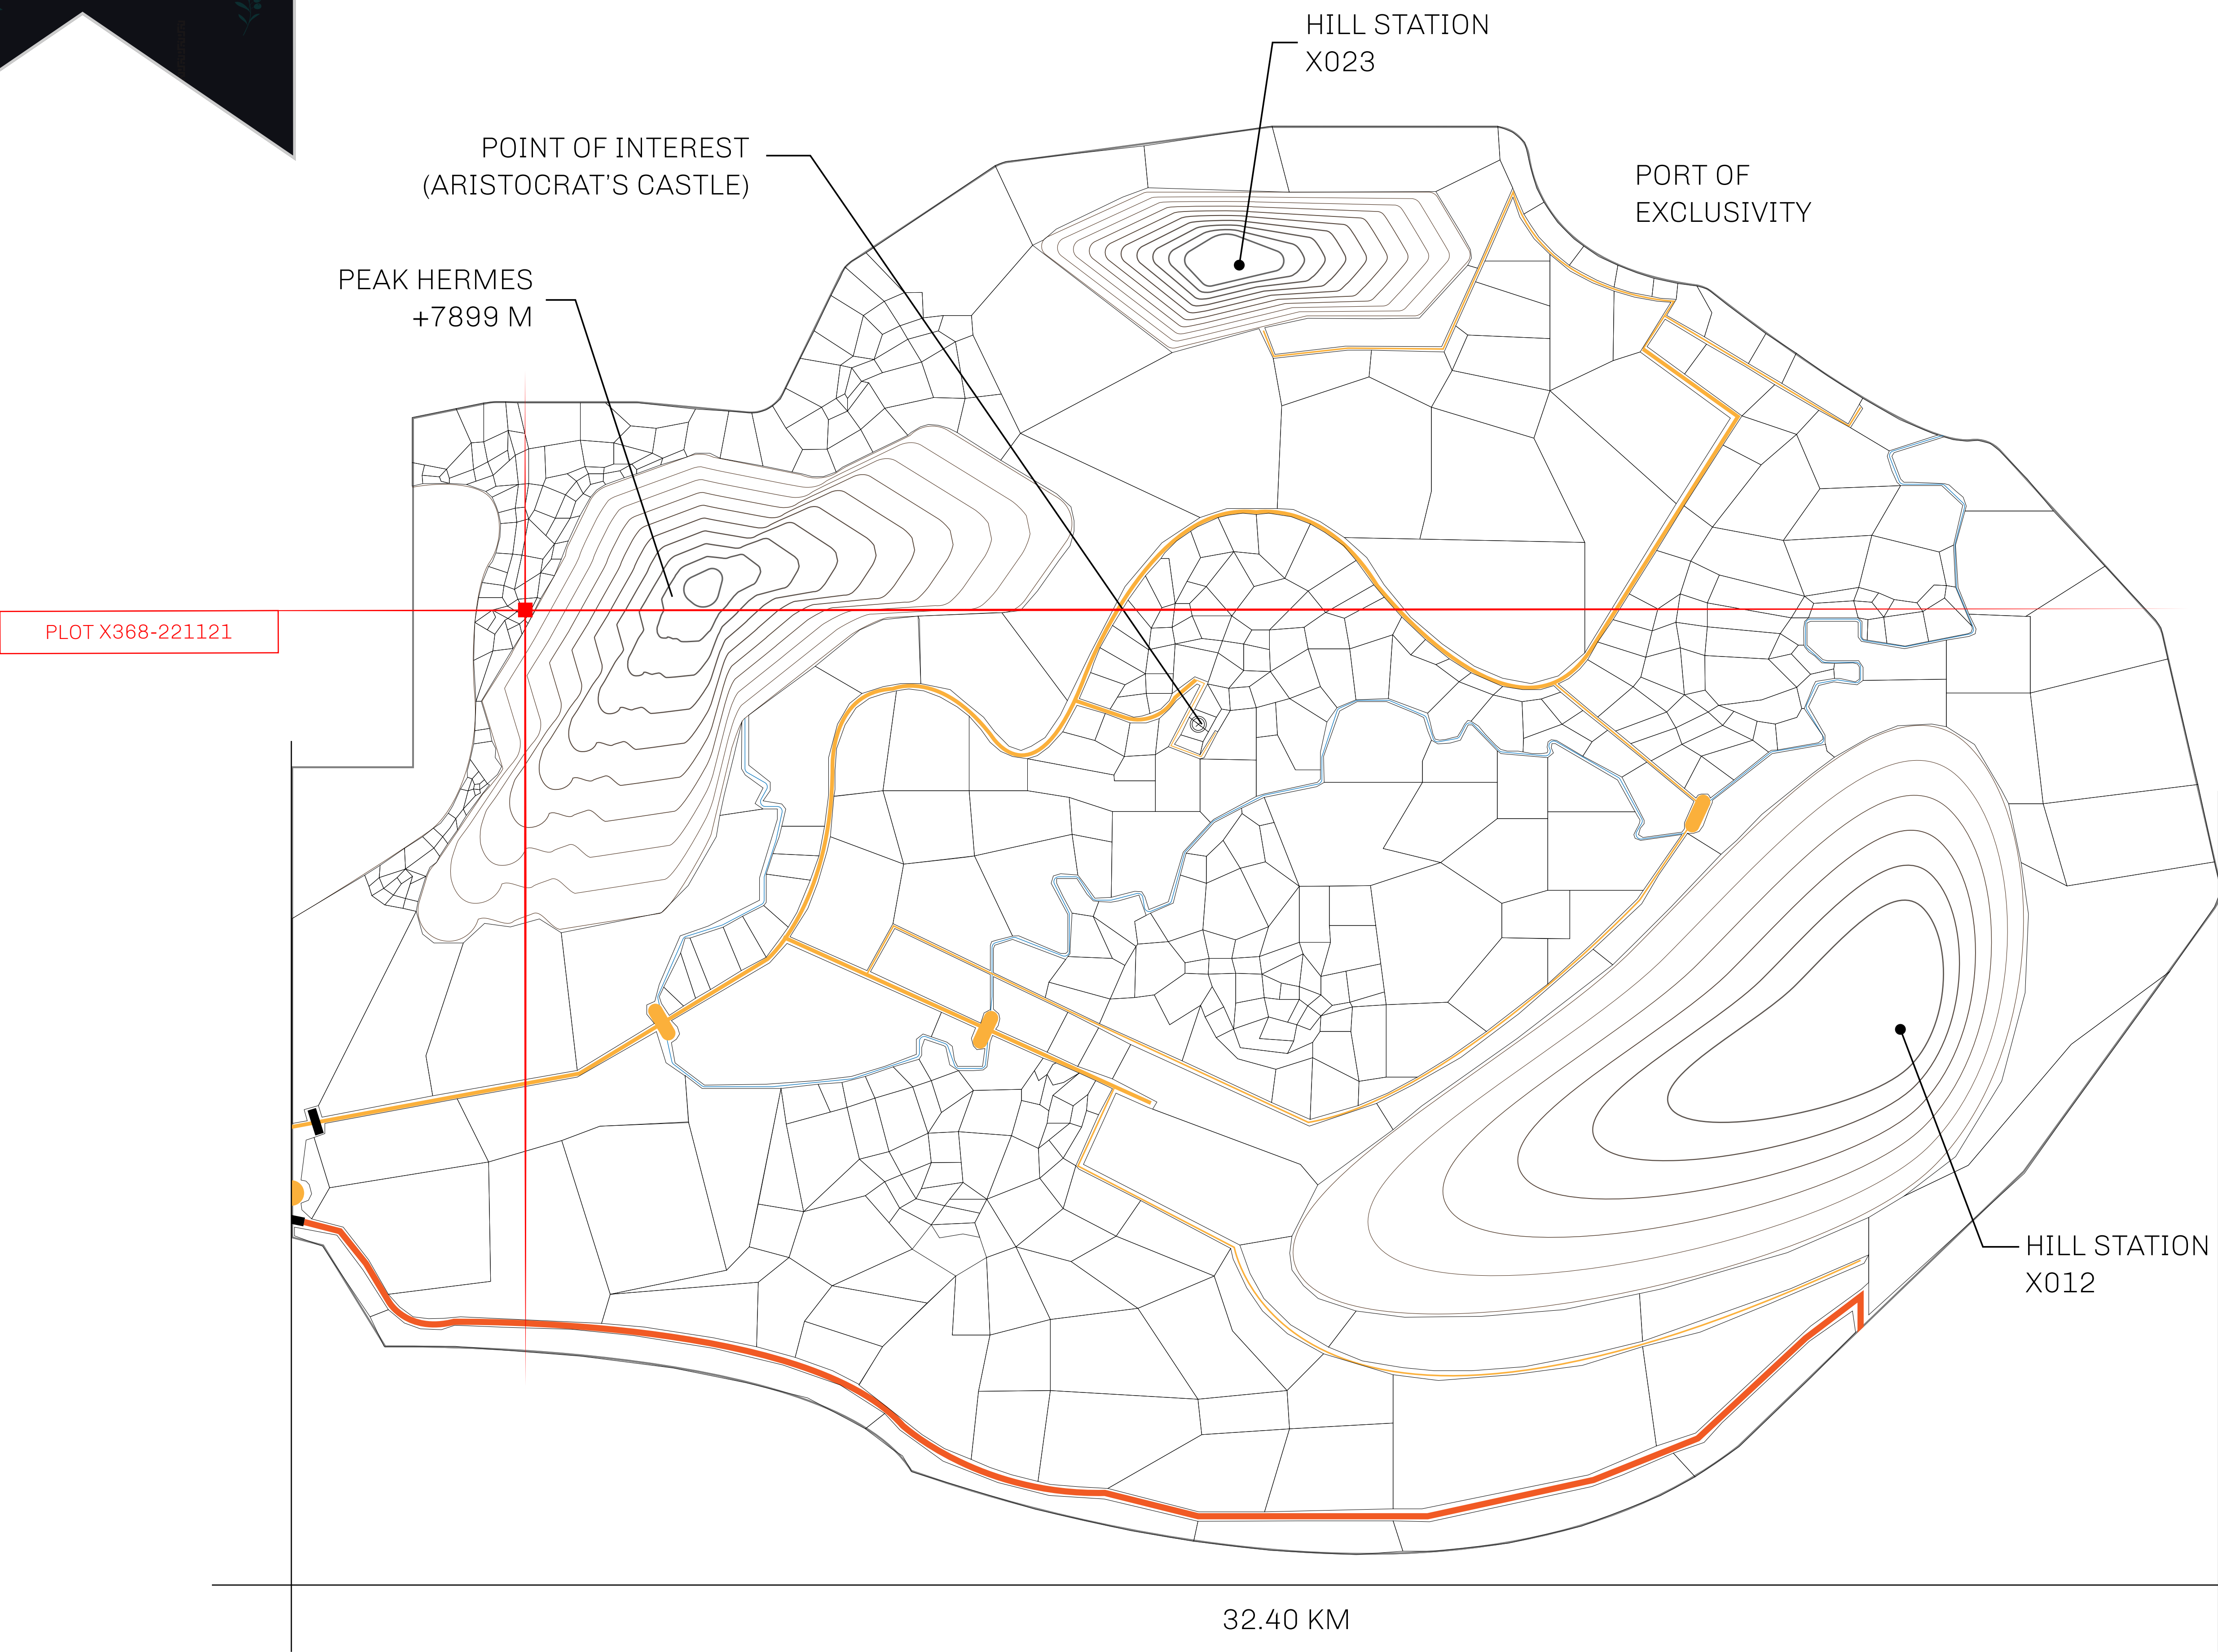 HILL STATION
X023
POINT OF INTEREST
(ARISTOCRAT'S CASTLE)
PORT OF
EXCLUSIVITY
PEAK HERMES
+7899 M
PLOT X368-221121
HILL STATION
X012
32.40 KM